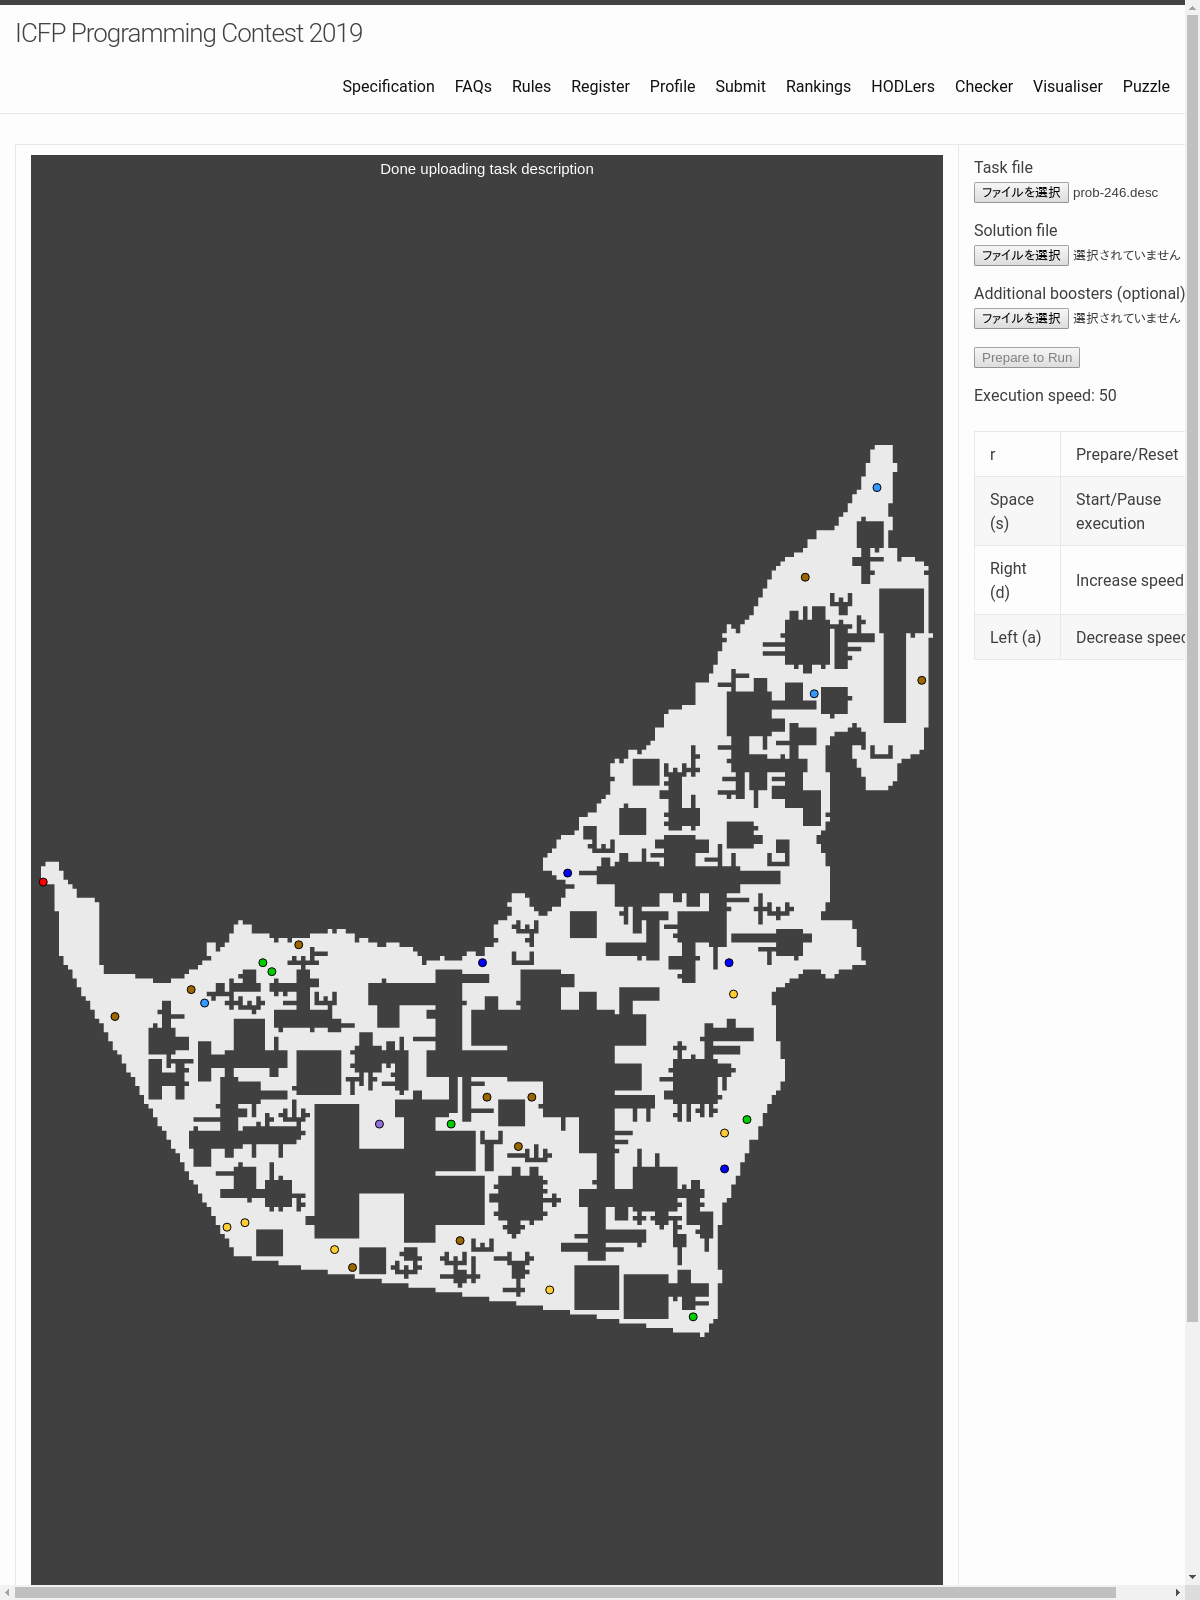 ICFP Programming Contest 2019
Specification FAQs Rules Register Profile Submit Rankings HODLers Checker Visualiser Puzzle
Done uploading task description
Task file
ファイルを選択 prob-246.desc
Solution file
ファイルを選択 選択されていません
Additional boosters (optional)
ファイルを選択 選択されていません
Prepare to Run
Execution speed: 50
r Prepare/Reset
Space (s) Start/Pause execution
Right (d) Increase speed
Left (a) Decrease speed